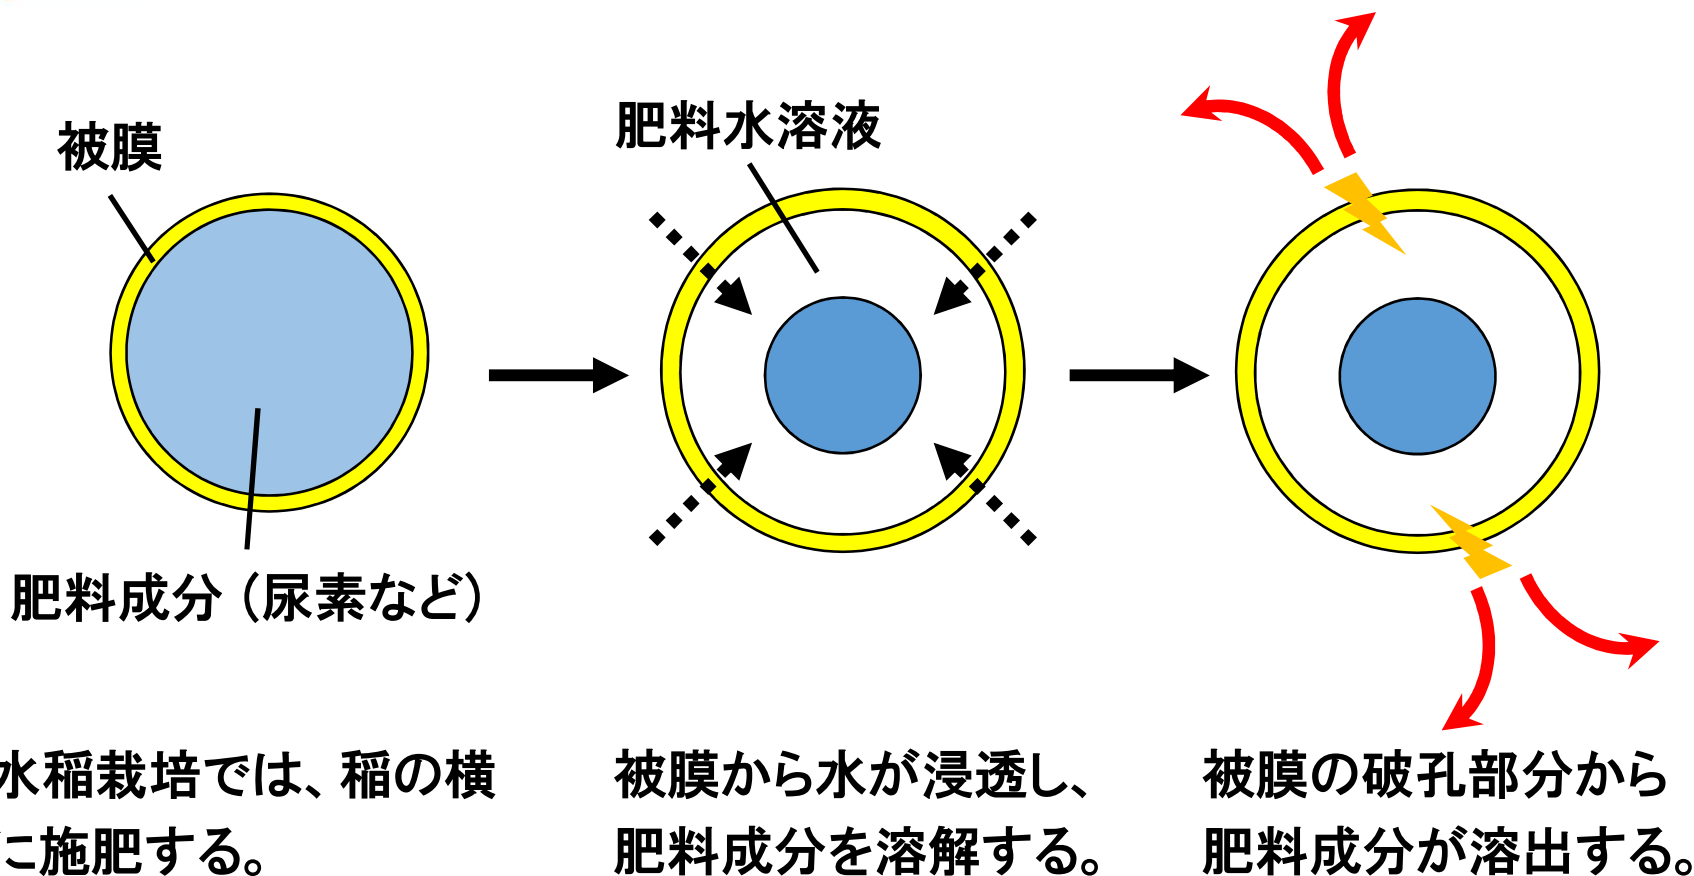 被膜
肥料水溶液
肥料成分（尿素など）
水稲栽培では、稲の横
に施肥する。
被膜から水が浸透し、
肥料成分を溶解する。
被膜の破孔部分から
肥料成分が溶出する。